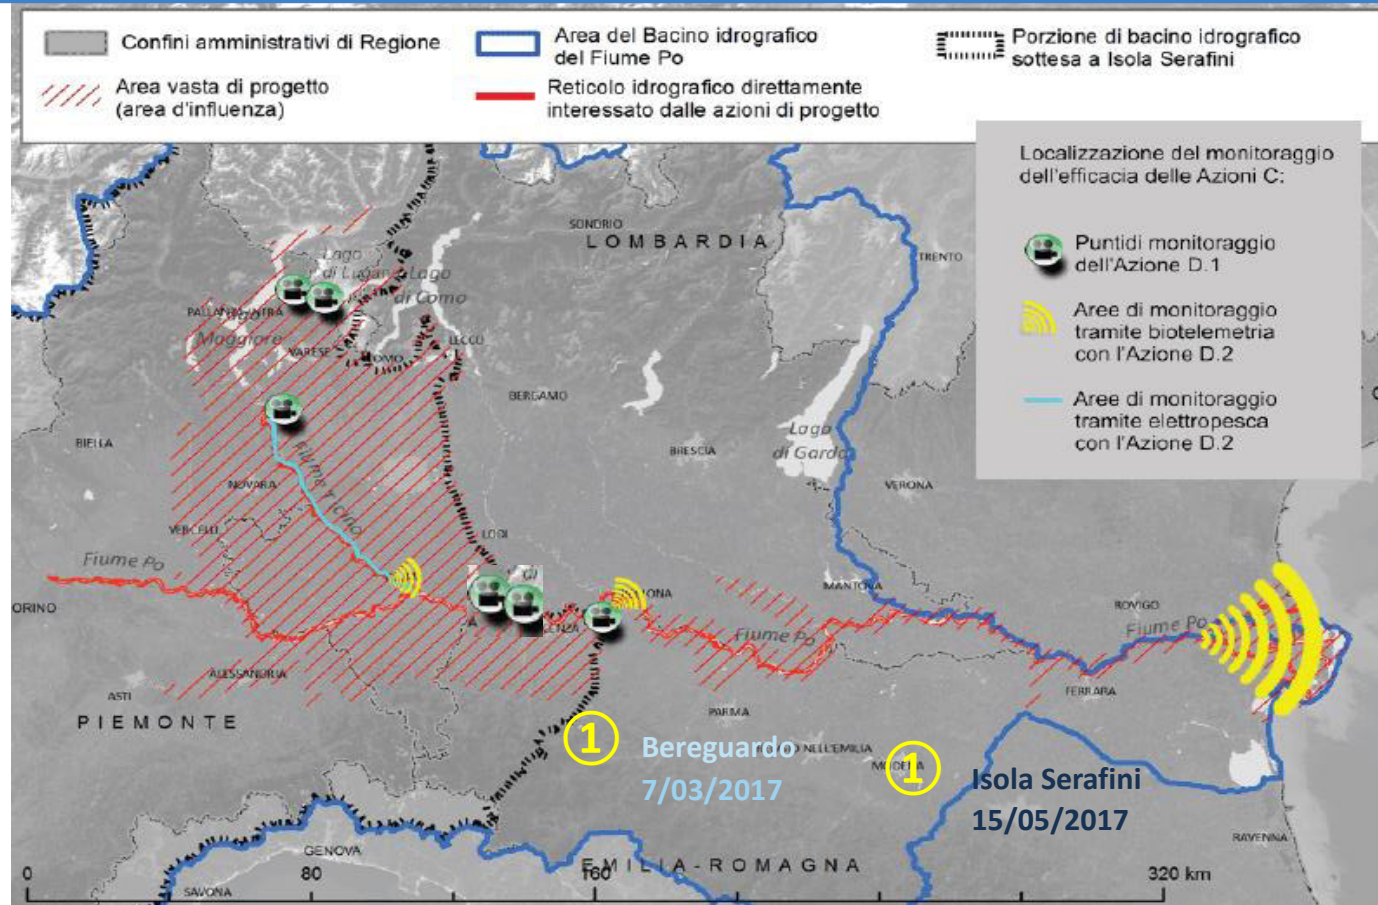 Confini amministrativi di Regione
Area vasta di progetto
(area d'influenza)
Area del Bacino idrografico
del Fiume Po
Reticolo idrografico direttamente
interessato dalle azioni di progetto
Porzione di bacino idrografico
sottesa a Isola Serafini
Localizzazione del monitoraggio
dell'efficacia delle Azioni C:
Puntidi monitoraggio
dell'Azione D.1
Aree di monitoraggio
tramite biotelemetria
con l'Azione D.2
Aree di monitoraggio
tramite elettropesca
con l'Azione D.2
SONDRIO
LOMBARDIA
TRENTO
Lago
di Lugano
Lago
di Como
Lago
Maggiore
VARESE
LECCO
BERGAMO
BIELLA
BRESCIA
Lago
di Garda
VERONA
NOVARA
Fiume Ticino
VERCELLI
LODI
Fiume Po
MANTOVA
ROVIGO
Fiume Po
Fiume Po
ALESSANDRIA
FERRARA
ASTI
PIEMONTE
PARMA
NELL'EMILIA
MODENA
1
Bereguardo
7/03/2017
1
Isola Serafini
15/05/2017
RAVENNA
GENOVA
EMILIA-ROMAGNA
SAVONA
0
80
160
320 km